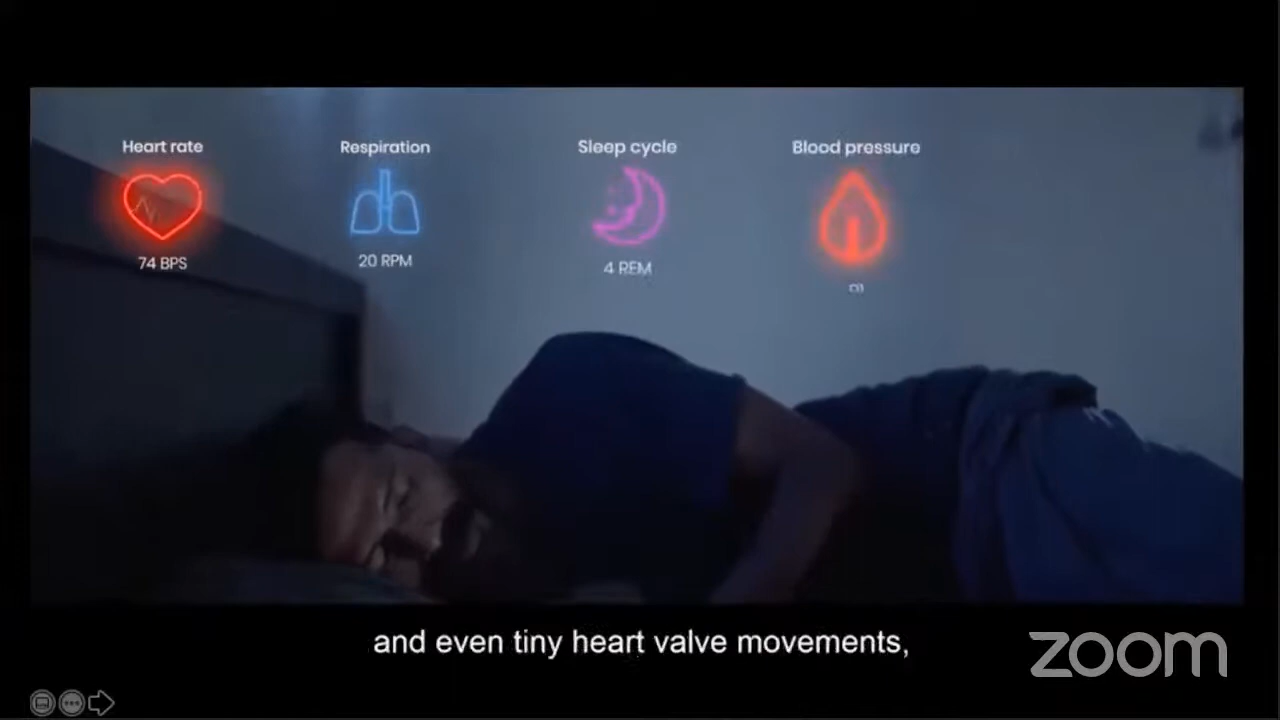 Heart rate
Respiration
Sleep cycle
Blood pressure
74 BPS
20 RPM
4 REM
and even tiny heart valve movements,
zoom